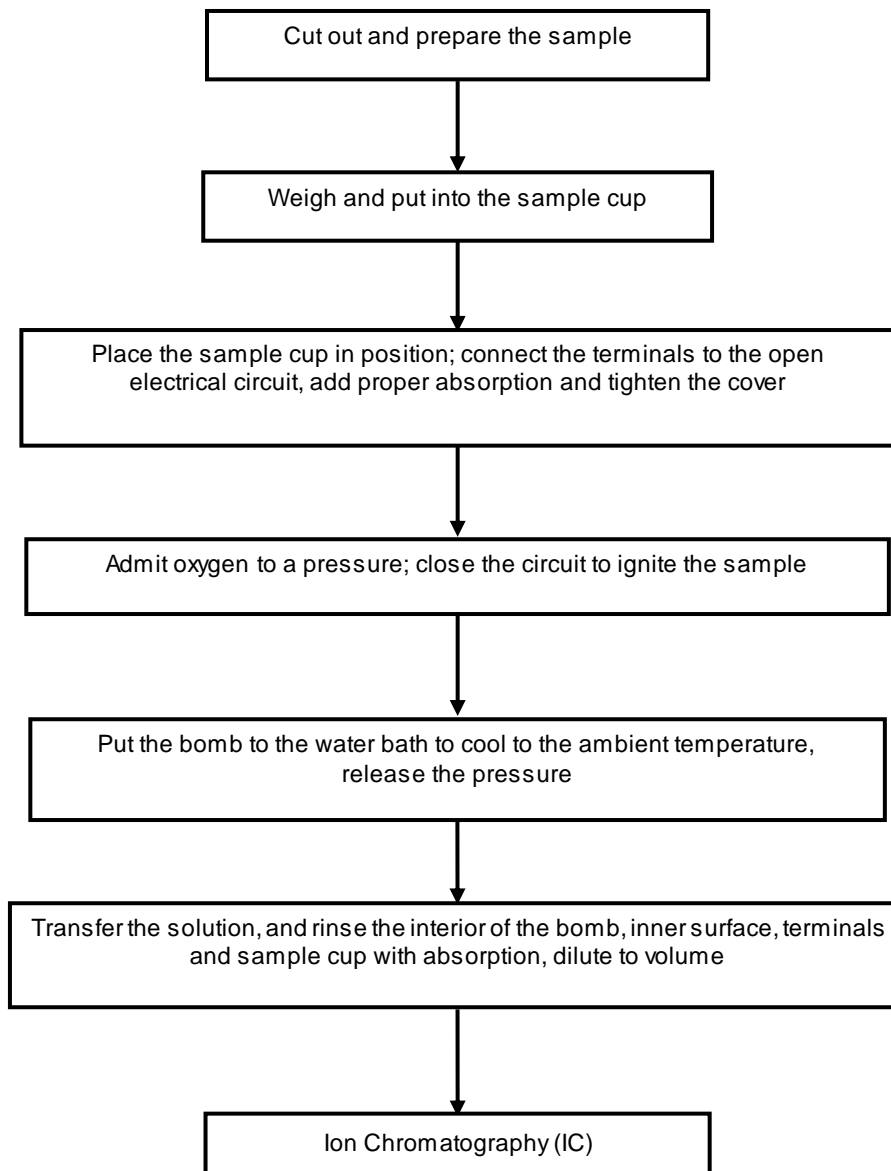 Cut out and prepare the sample
Weigh and put into the sample cup
Place the sample cup in position; connect the terminals to the open
electrical circuit, add proper absorption and tighten the cover
Admit oxygen to a pressure; close the circuit to ignite the sample
Put the bomb to the water bath to cool to the ambient temperature,
release the pressure
Transfer the solution, and rinse the interior of the bomb, inner surface, terminals
and sample cup with absorption, dilute to volume
Ion Chromatography (IC)